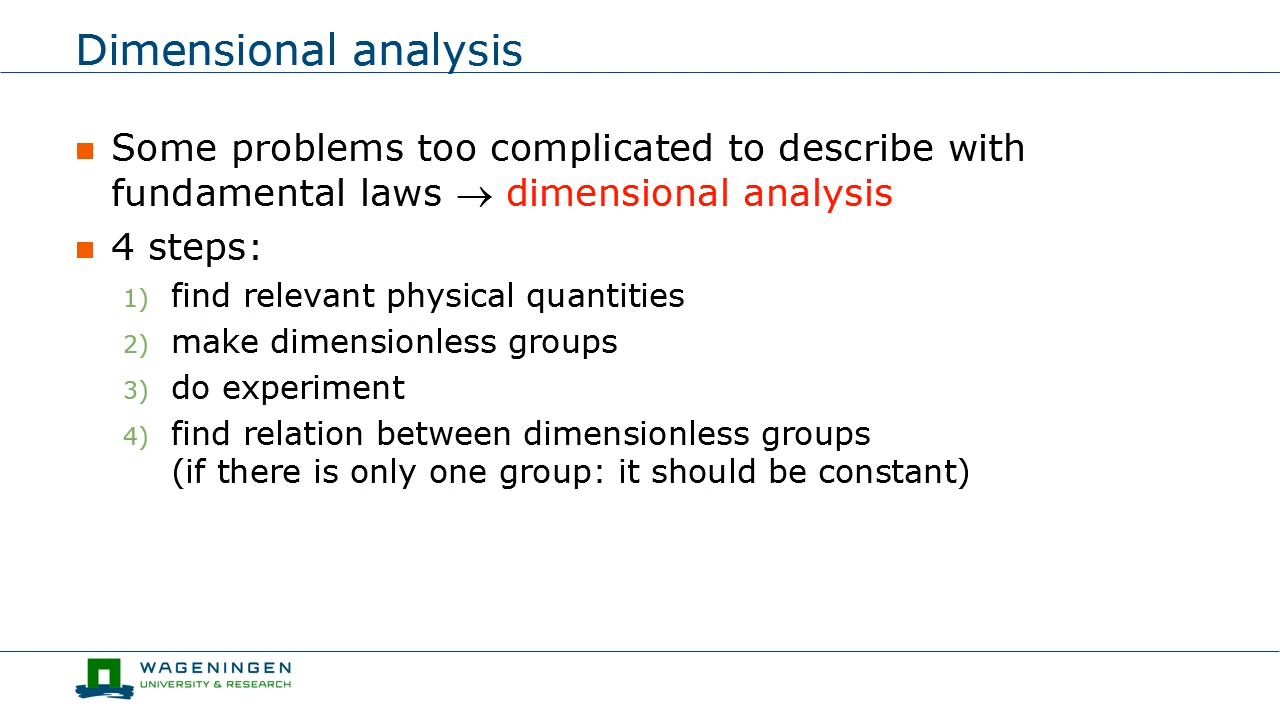 Dimensional analysis
Some problems too complicated to describe with
fundamental laws → dimensional analysis
4 steps:
1) find relevant physical quantities
2) make dimensionless groups
3) do experiment
4) find relation between dimensionless groups
(if there is only one group: it should be constant)
WAGENINGEN
UNIVERSITY & RESEARCH